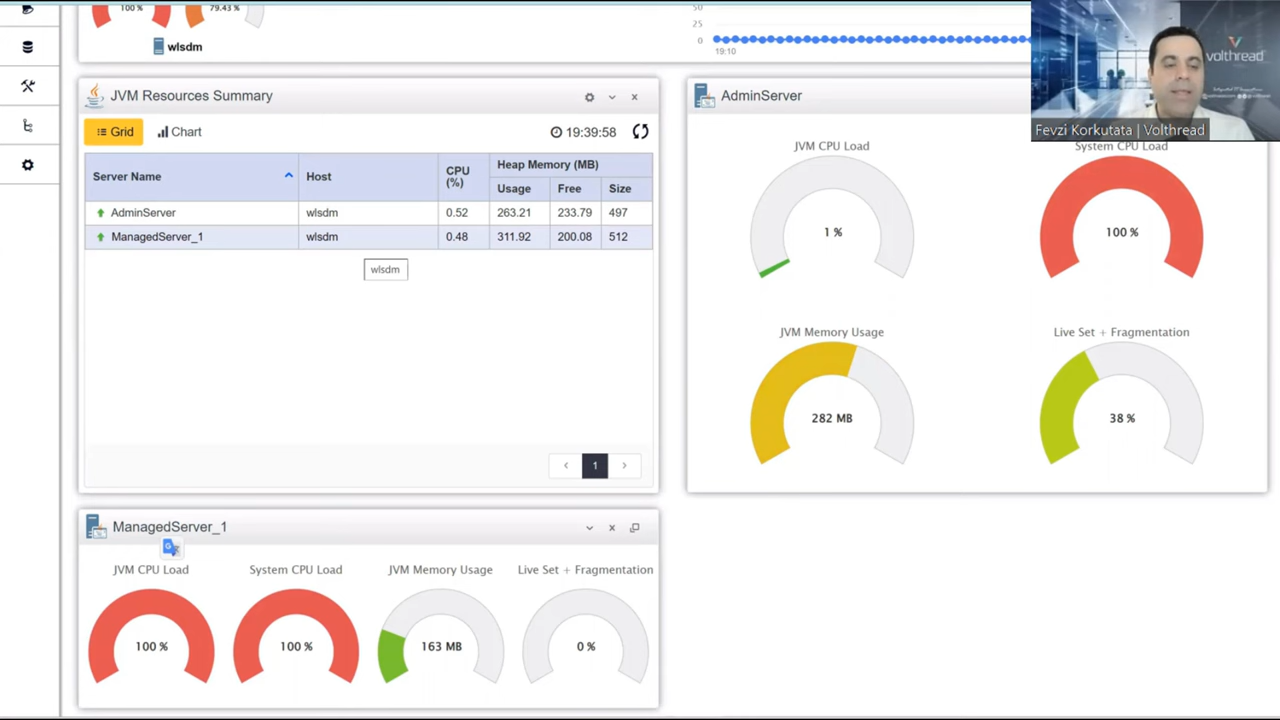 100 %
79.43 %
wlsdm
50
25
0
19:10
JVM Resources Summary
Grid
Chart
19:39:58
Server Name
Host
CPU (%)
Heap Memory (MB)
Usage
Free
Size
AdminServer
wlsdm
0.52
263.21
233.79
497
ManagedServer_1
wlsdm
0.48
311.92
200.08
512
wlsdm
1
AdminServer
JVM CPU Load
1 %
System CPU Load
100 %
JVM Memory Usage
282 MB
Live Set + Fragmentation
38 %
volthread
Fevzi Korkutata | Volthread
ManagedServer_1
JVM CPU Load
100 %
System CPU Load
100 %
JVM Memory Usage
163 MB
Live Set + Fragmentation
0 %